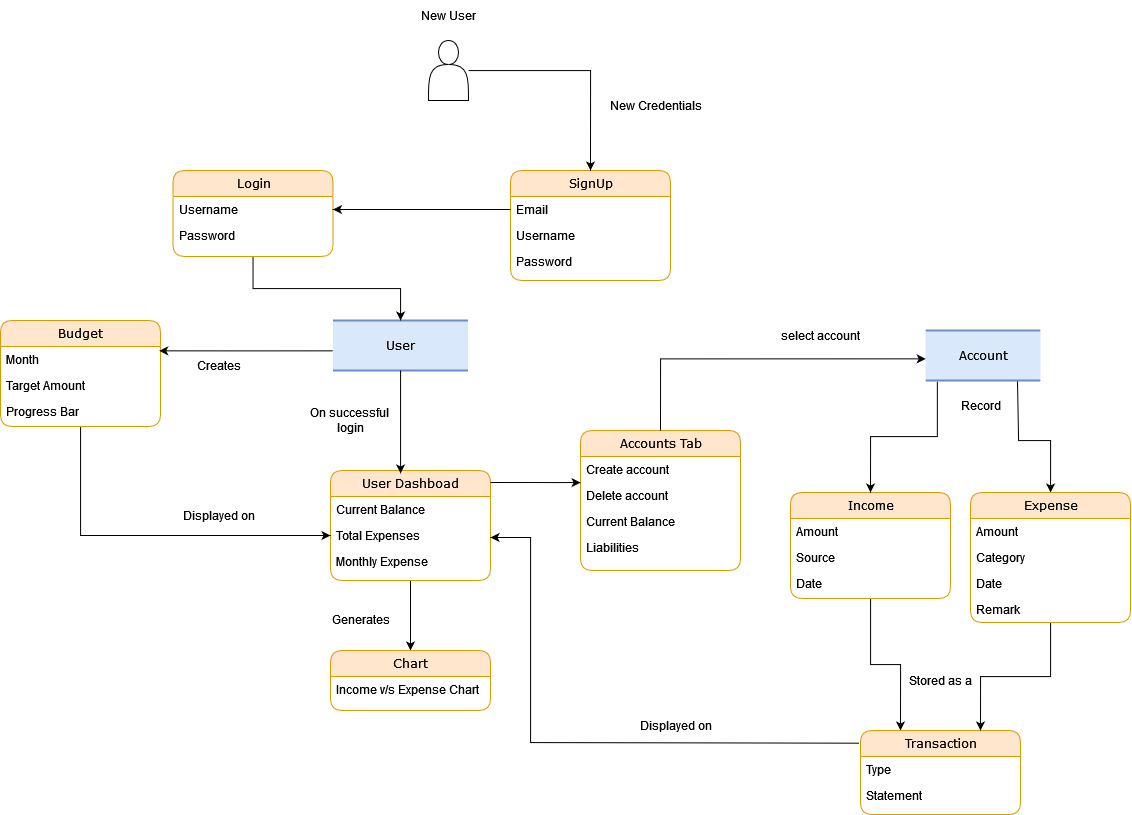 New User
New Credentials
Login
Username
Password
SignUp
Email
Username
Password
Budget
Month
Target Amount
Progress Bar
Creates
User
On successful
login
select account
Account
Record
Accounts Tab
Create account
Delete account
Current Balance
Liabilities
User Dashboad
Current Balance
Total Expenses
Monthly Expense
Displayed on
Income
Amount
Source
Date
Expense
Amount
Category
Date
Remark
Generates
Chart
Income v/s Expense Chart
Stored as a
Displayed on
Transaction
Type
Statement